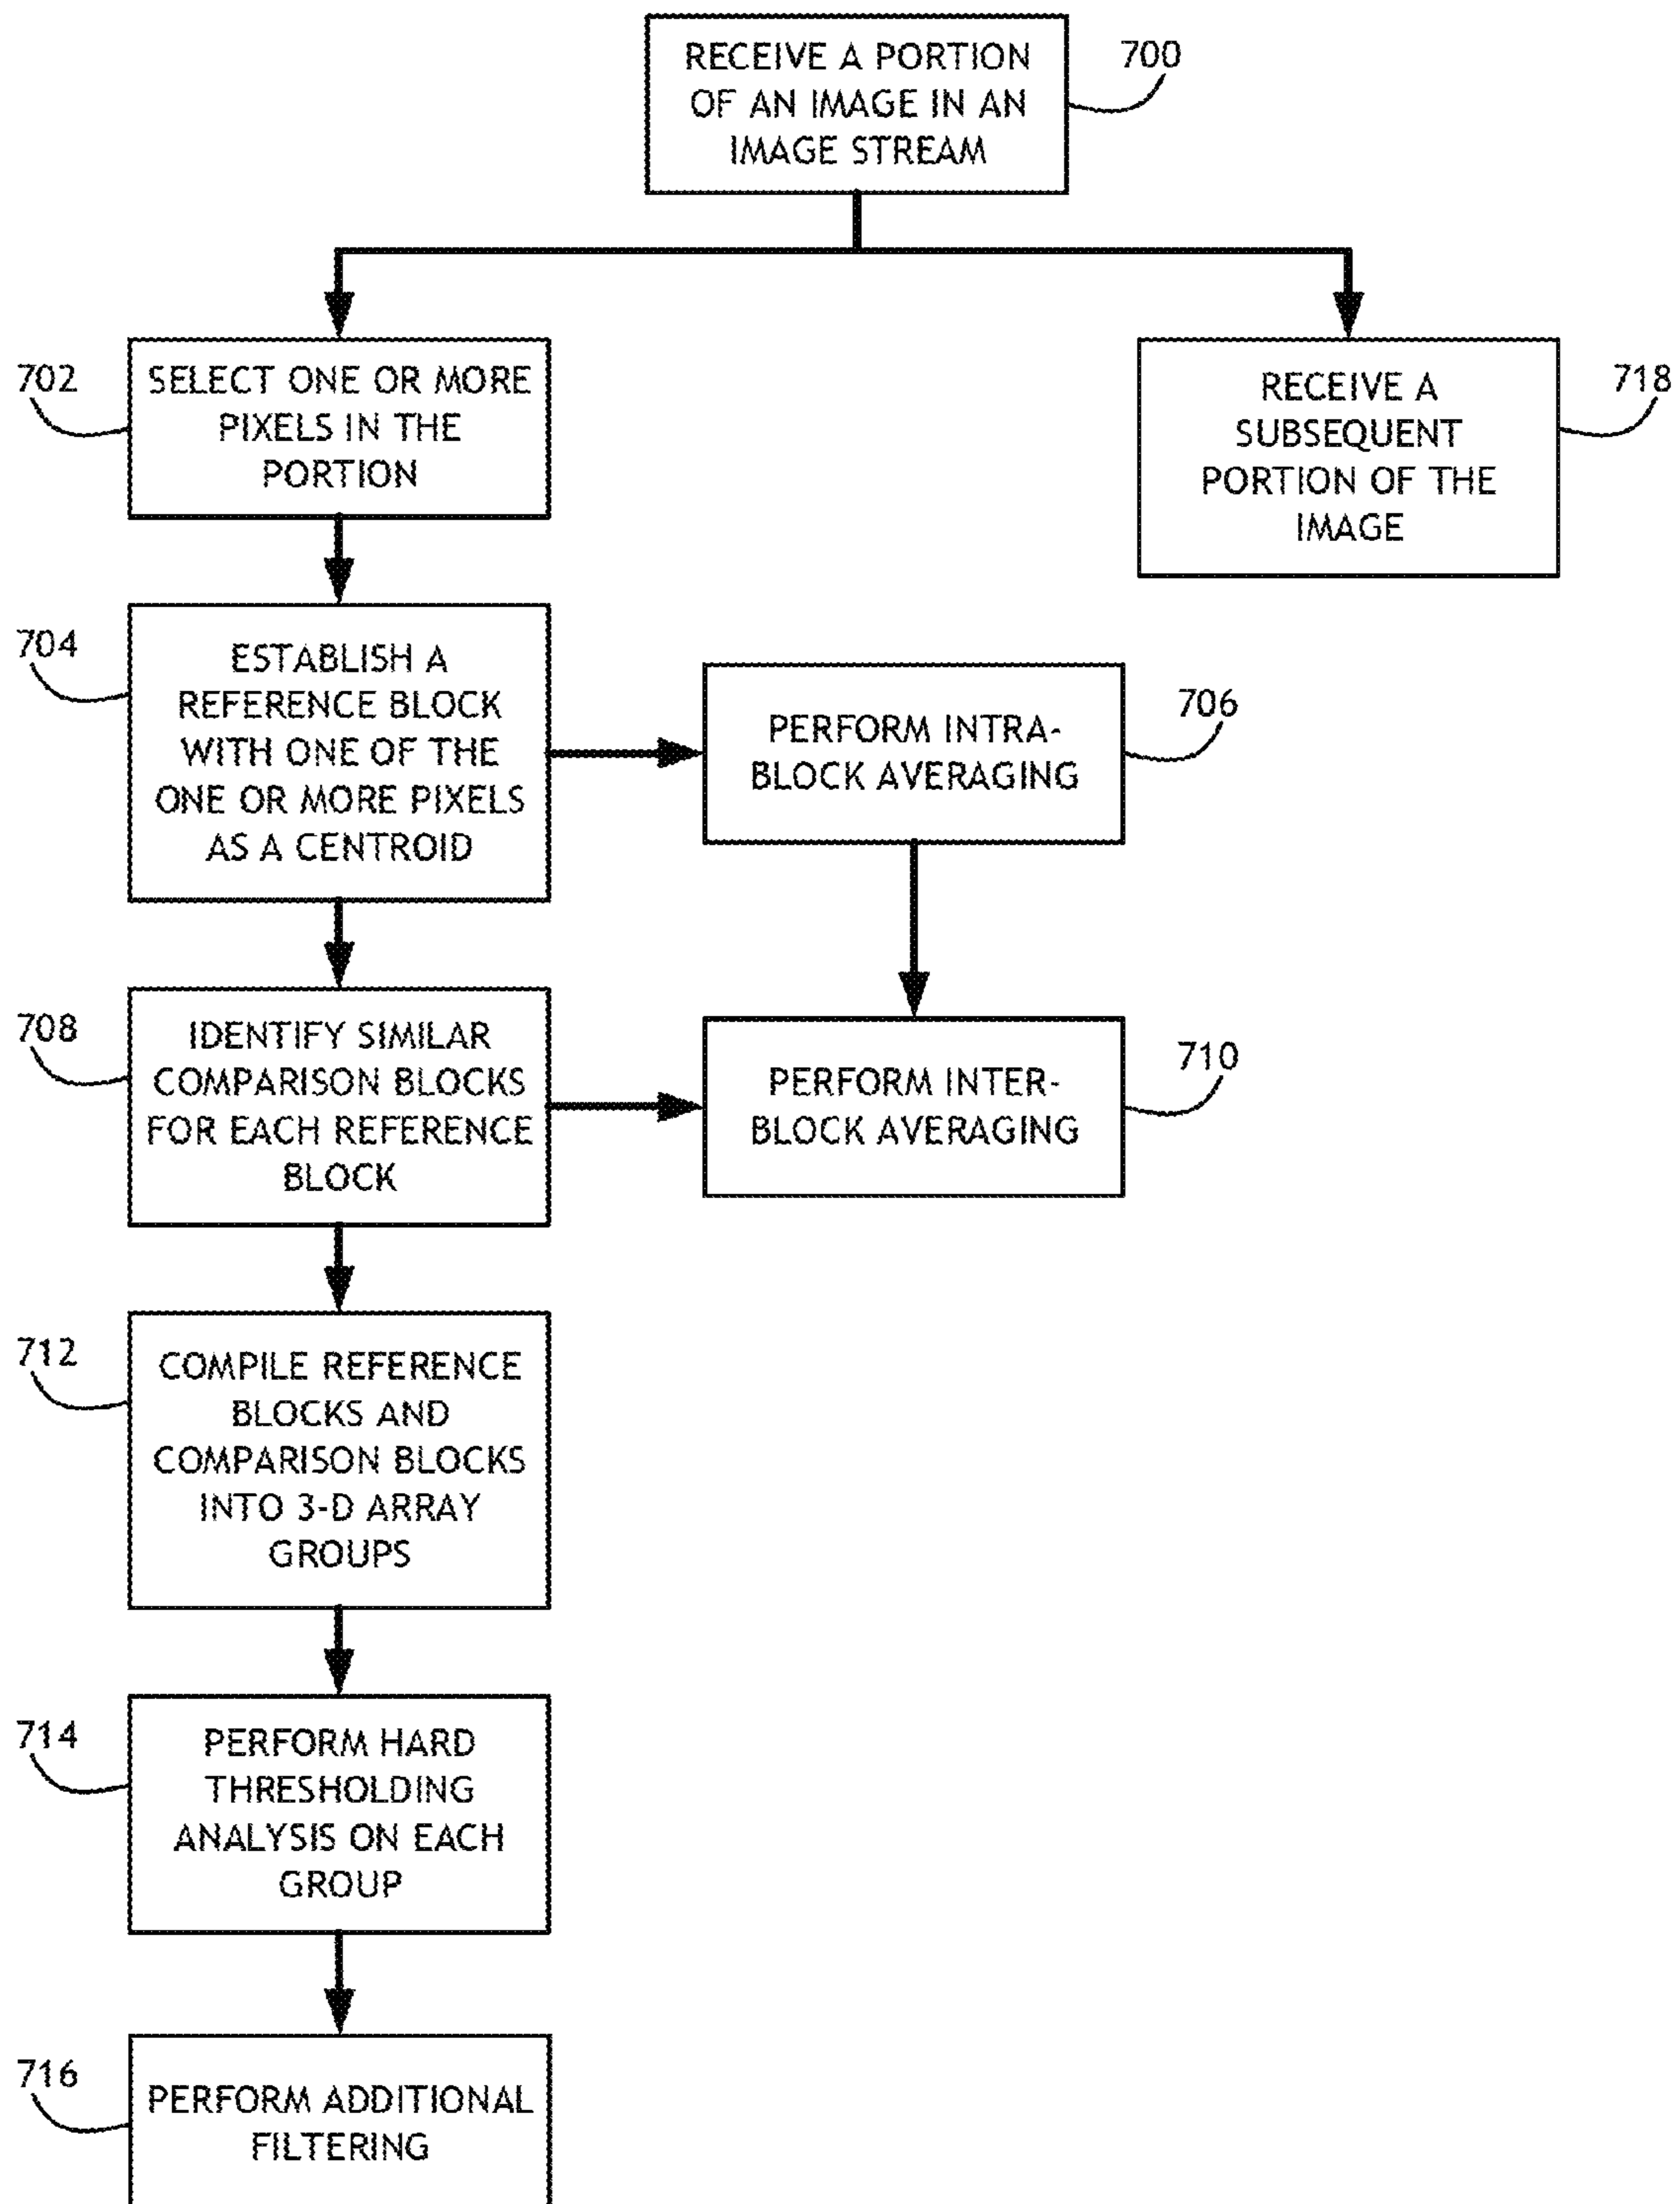 RECEIVE A PORTION
OF AN IMAGE IN AN
IMAGE STREAM
700
702
SELECT ONE OR MORE
PIXELS IN THE
PORTION
RECEIVE A
SUBSEQUENT
PORTION OF THE
IMAGE
718
704
ESTABLISH A
REFERENCE BLOCK
WITH ONE OF THE
ONE OR MORE PIXELS
AS A CENTROID
PERFORM INTRA-
BLOCK AVERAGING
706
708
IDENTIFY SIMILAR
COMPARISON BLOCKS
FOR EACH REFERENCE
BLOCK
PERFORM INTER-
BLOCK AVERAGING
710
712
COMPILE REFERENCE
BLOCKS AND
COMPARISON BLOCKS
INTO 3-D ARRAY
GROUPS
714
PERFORM HARD
THRESHOLDING
ANALYSIS ON EACH
GROUP
716
PERFORM ADDITIONAL
FILTERING